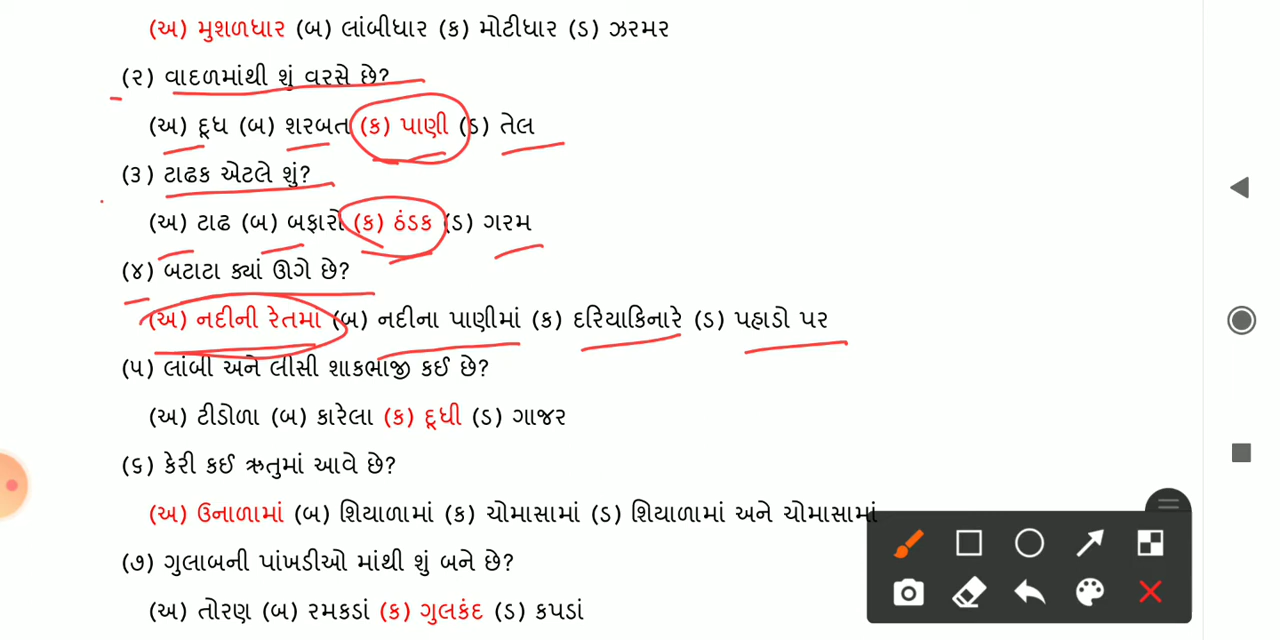 (અ) મુશળધાર (બ) લાંબીધાર (ક) મોટીધાર (ડ) ઝરમર
(૨) વાદળમાંથી શું વરસે છે?
(અ) દૂધ (બ) શરબત (ક) પાણી (ડ) તેલ
(૩) ટાઢક એટલે શું?
(અ) ટાઢ (બ) બફારો (ક) ઠંડક (ડ) ગરમ
(૪) બટાટા ક્યાં ઊગે છે?
(અ) નદીની રેતમા (બ) નદીના પાણીમાં (ક) દરિયાકિનારે (ડ) પહાડો પર
(૫) લાંબી અને લીસી શાકભાજી કઈ છે?
(અ) ટીડોળા (બ) કારેલા (ક) દૂધી (ડ) ગાજર
(૬) કેરી કઈ ઋતુમાં આવે છે?
(અ) ઉનાળામાં (બ) શિયાળામાં (ક) ચોમાસામાં (ડ) શિયાળામાં અને ચોમાસામાં
(૭) ગુલાબની પાંખડીઓ માંથી શું બને છે?
(અ) તોરણ (બ) રમકડાં (ક) ગુલકંદ (ડ) કપડાં